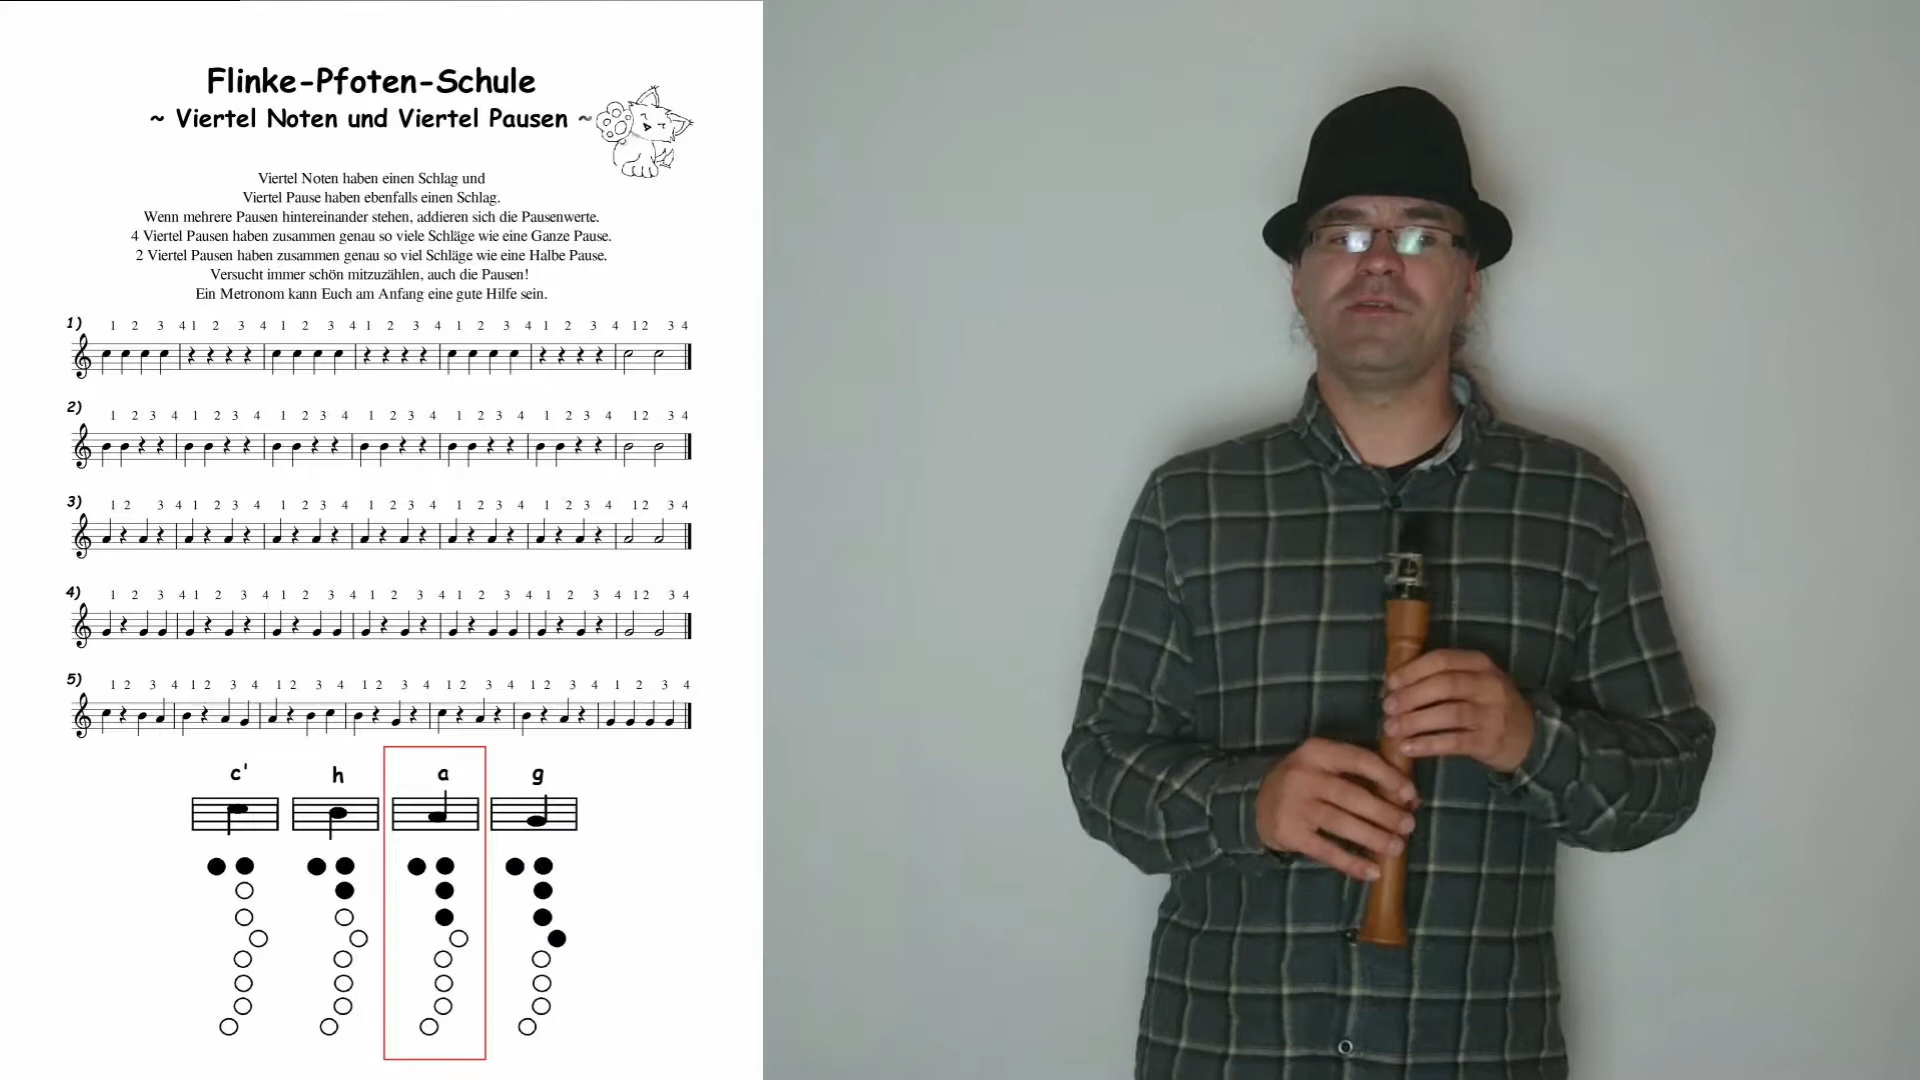 Flinke-Pfoten-Schule
~ Viertel Noten und Viertel Pausen ~
Viertel Noten haben einen Schlag und
Viertel Pause haben ebenfalls einen Schlag.
Wenn mehrere Pausen hintereinander stehen, addieren sich die Pausenwerte.
4 Viertel Pausen haben zusammen genau so viele Schläge wie eine Ganze Pause.
2 Viertel Pausen haben zusammen genau so viel Schläge wie eine Halbe Pause.
Versucht immer schön mitzuzählen, auch die Pausen!
Ein Metronom kann Euch am Anfang eine gute Hilfe sein.
1) 1 2 3 4 1 2 3 4 1 2 3 4 1 2 3 4 1 2 3 4 1 2 3 4 1 2 3 4
2) 1 2 3 4 1 2 3 4 1 2 3 4 1 2 3 4 1 2 3 4 1 2 3 4 1 2 3 4
3) 1 2 3 4 1 2 3 4 1 2 3 4 1 2 3 4 1 2 3 4 1 2 3 4 1 2 3 4
4) 1 2 3 4 1 2 3 4 1 2 3 4 1 2 3 4 1 2 3 4 1 2 3 4 1 2 3 4
5) 1 2 3 4 1 2 3 4 1 2 3 4 1 2 3 4 1 2 3 4 1 2 3 4 1 2 3 4
c' h a g